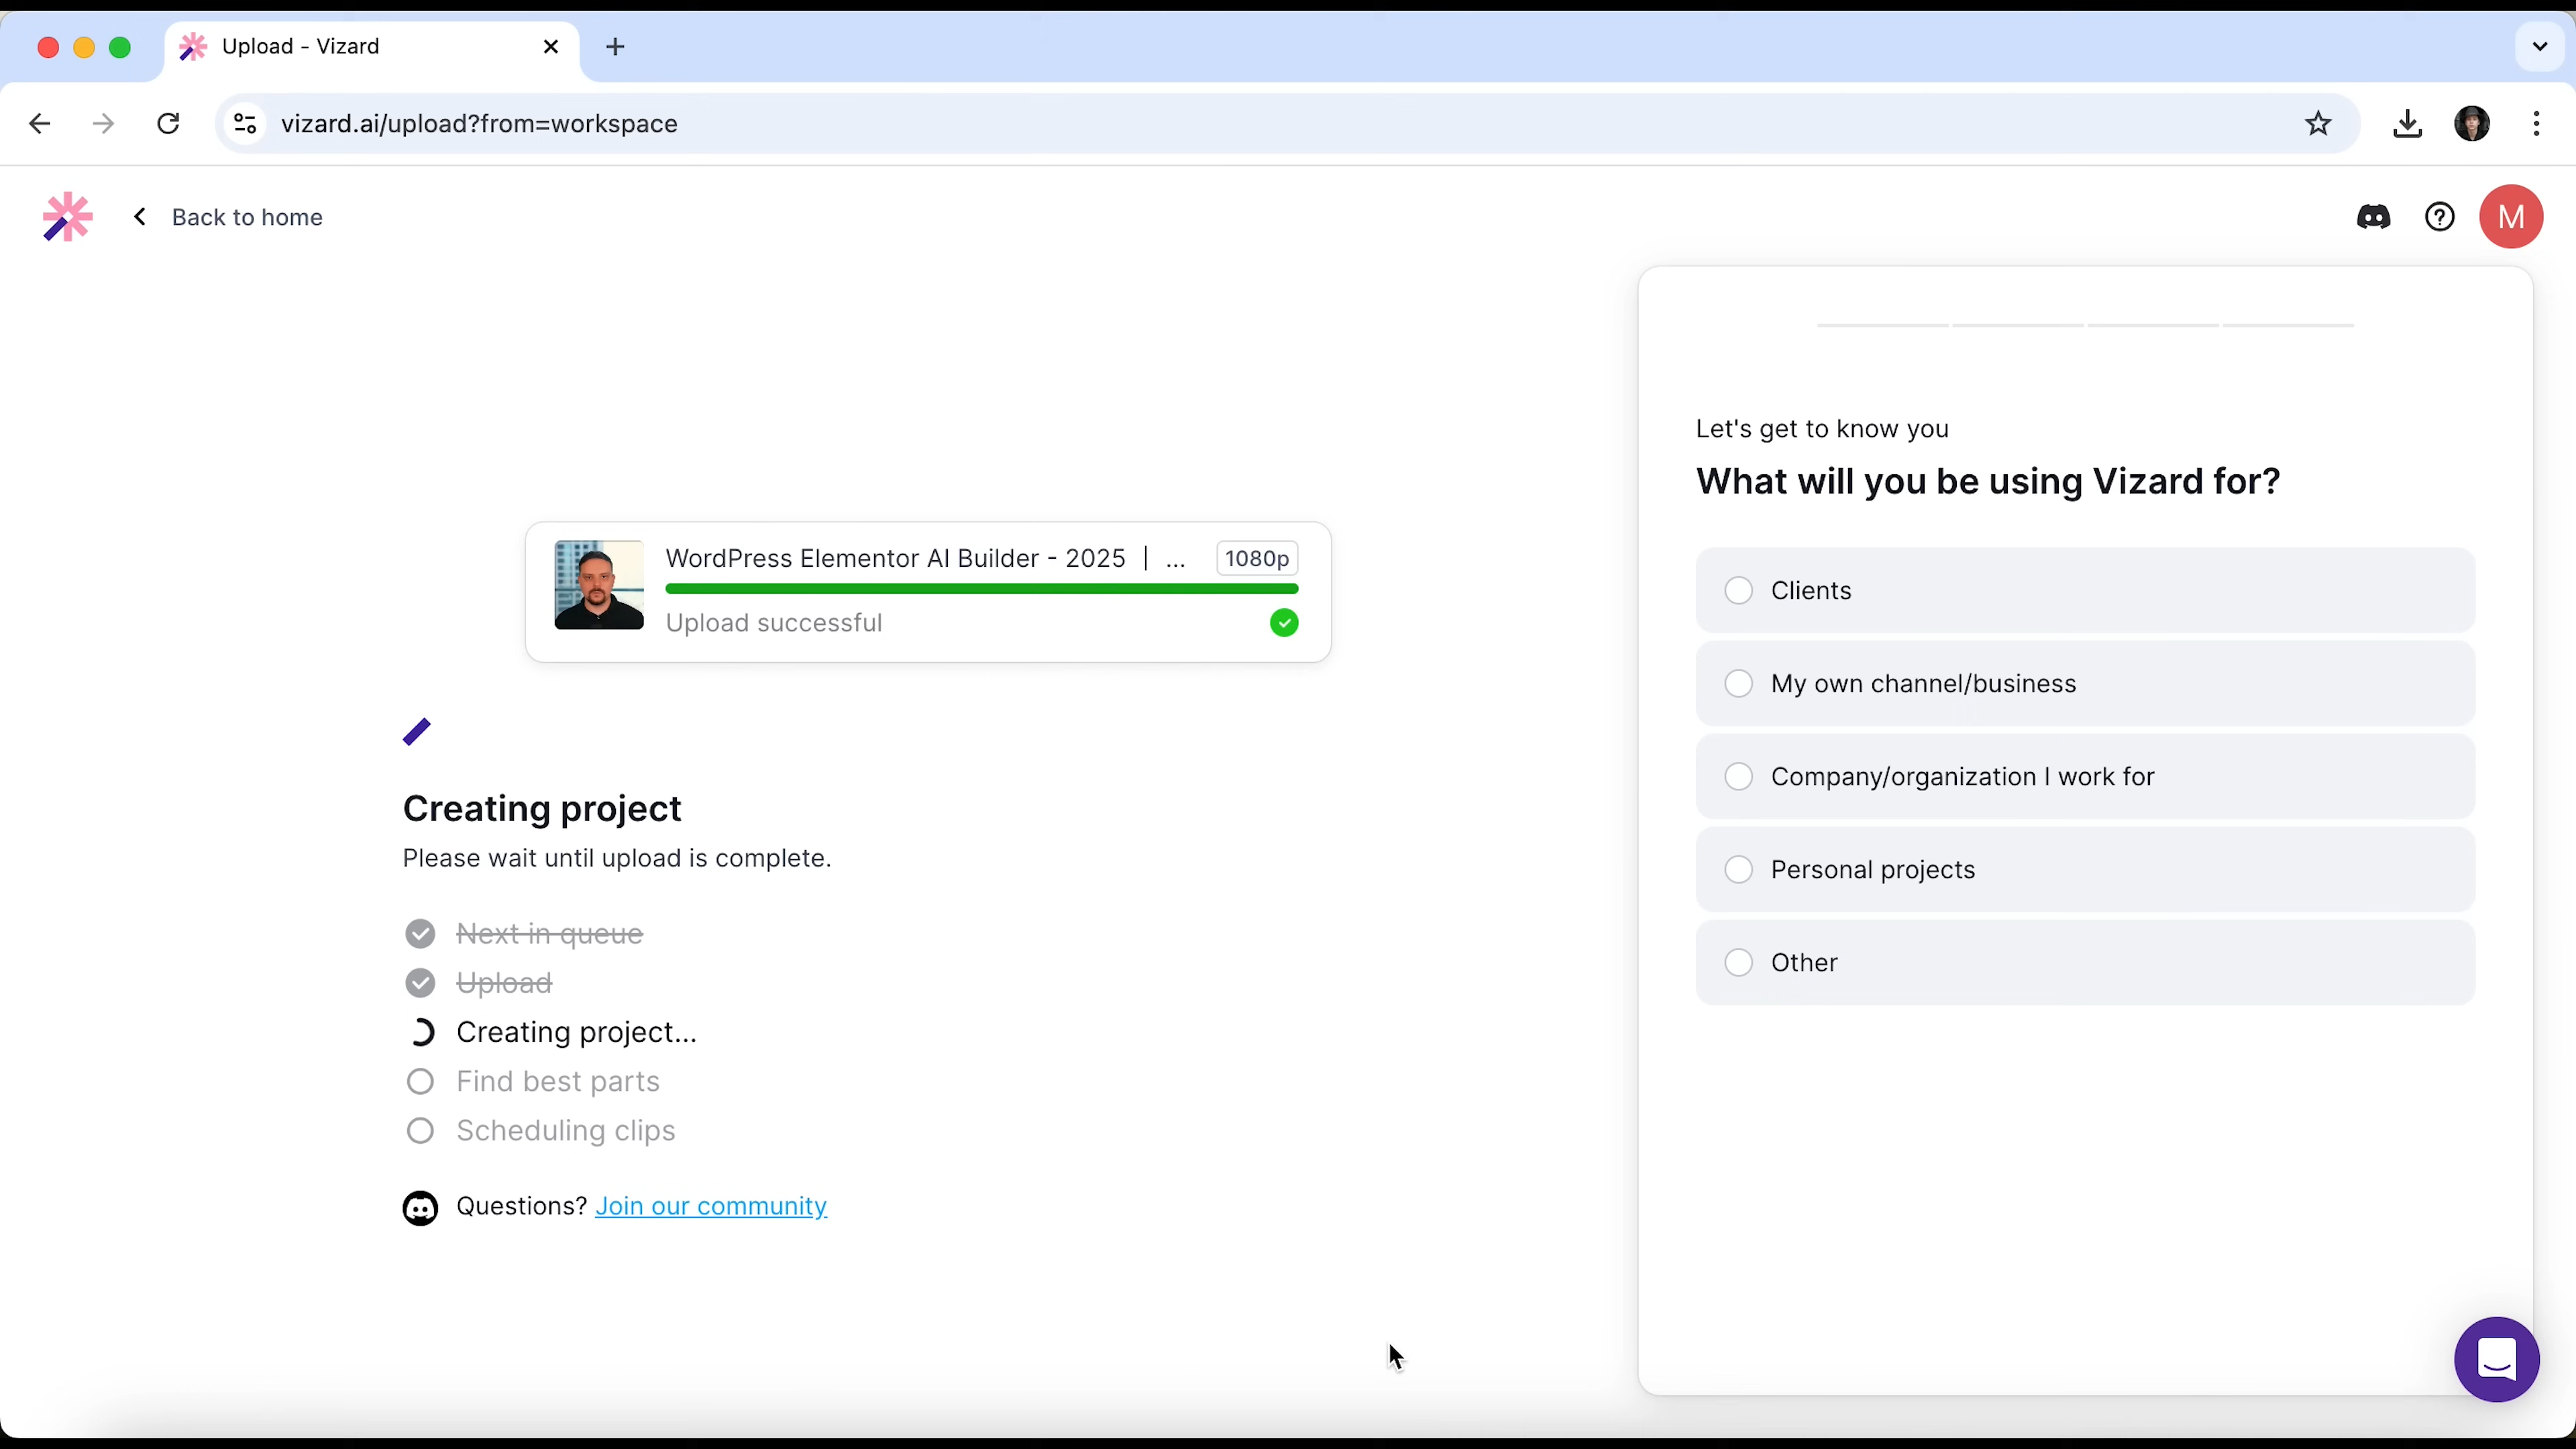 Upload - Vizard
vizard.ai/upload?from=workspace
Back to home
M
WordPress Elementor AI Builder - 2025 | ...
1080p
Upload successful
Creating project
Please wait until upload is complete.
Next in queue
Upload
Creating project...
Find best parts
Scheduling clips
Questions? Join our community
Let's get to know you
What will you be using Vizard for?
Clients
My own channel/business
Company/organization I work for
Personal projects
Other